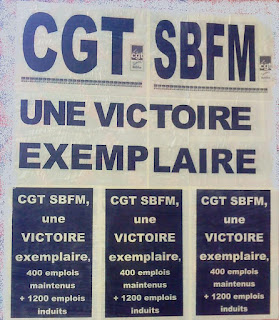 CGT SBFM
cgt
UNE VICTOIRE
EXEMPLAIRE
CGT SBFM,
une
VICTOIRE
exemplaire,
400 emplois
maintenus
+ 1200 emplois
induits
CGT SBFM,
une
VICTOIRE
exemplaire,
400 emplois
maintenus
+ 1200 emplois
induits
CGT SBFM,
une
VICTOIRE
exemplaire,
400 emplois
maintenus
+ 1200 emplois
induits